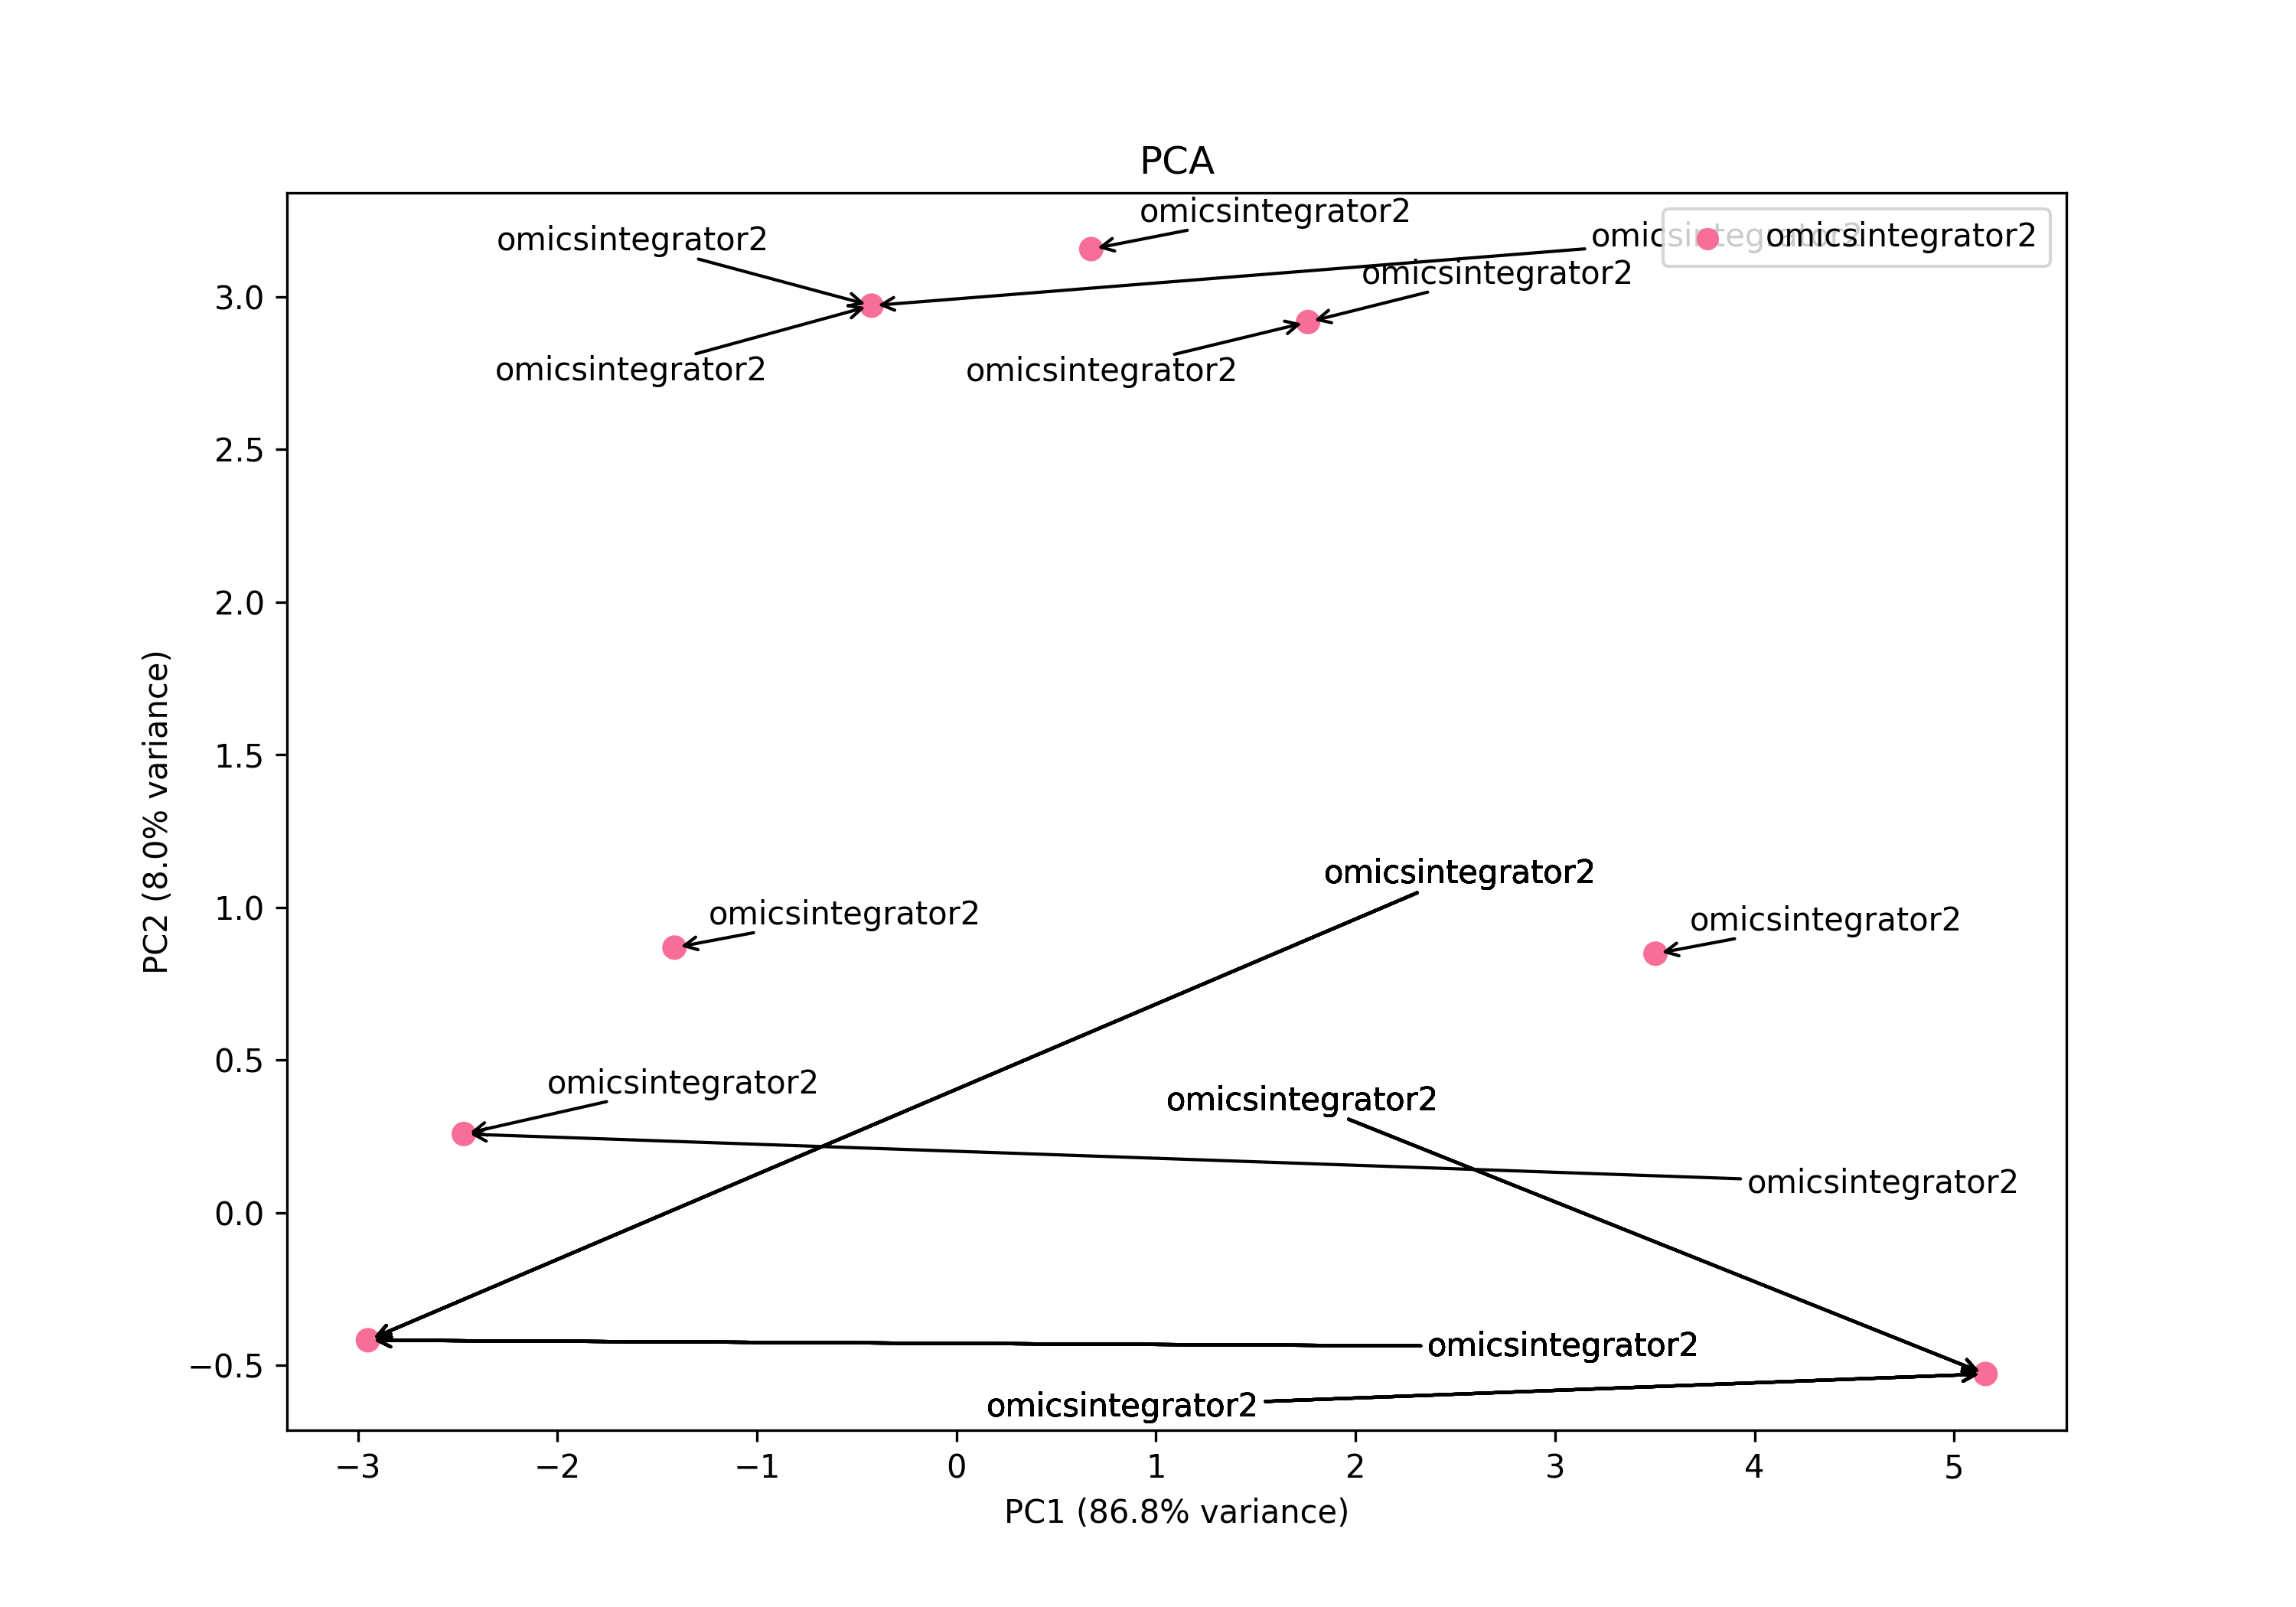 PCA
omicsintegrator2
omicsintegrator2
omicsintegrator2
omicsintegrator2
omicsintegrator2
omicsintegrator2
omicsintegrator2
3.0
2.5
2.0
1.5
1.0
0.5
0.0
−0.5
PC2 (8.0% variance)
omicsintegrator2
omicsintegrator2
omicsintegrator2
omicsintegrator2
omicsintegrator2
omicsintegrator2
omicsintegrator2
omicsintegrator2
−3 −2 −1 0 1 2 3 4 5
PC1 (86.8% variance)